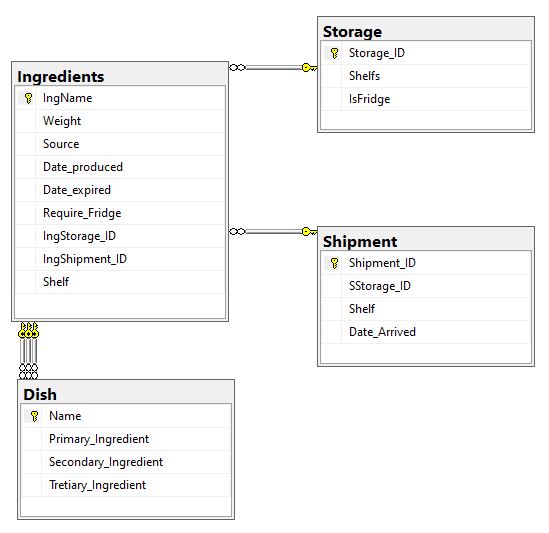 Storage
Storage_ID
Shelfs
IsFridge
Ingredients
IngName
Weight
Source
Date_produced
Date_expired
Require_Fridge
IngStorage_ID
IngShipment_ID
Shelf
Shipment
Shipment_ID
SStorage_ID
Shelf
Date_Arrived
Dish
Name
Primary_Ingredient
Secondary_Ingredient
Tretiary_Ingredient